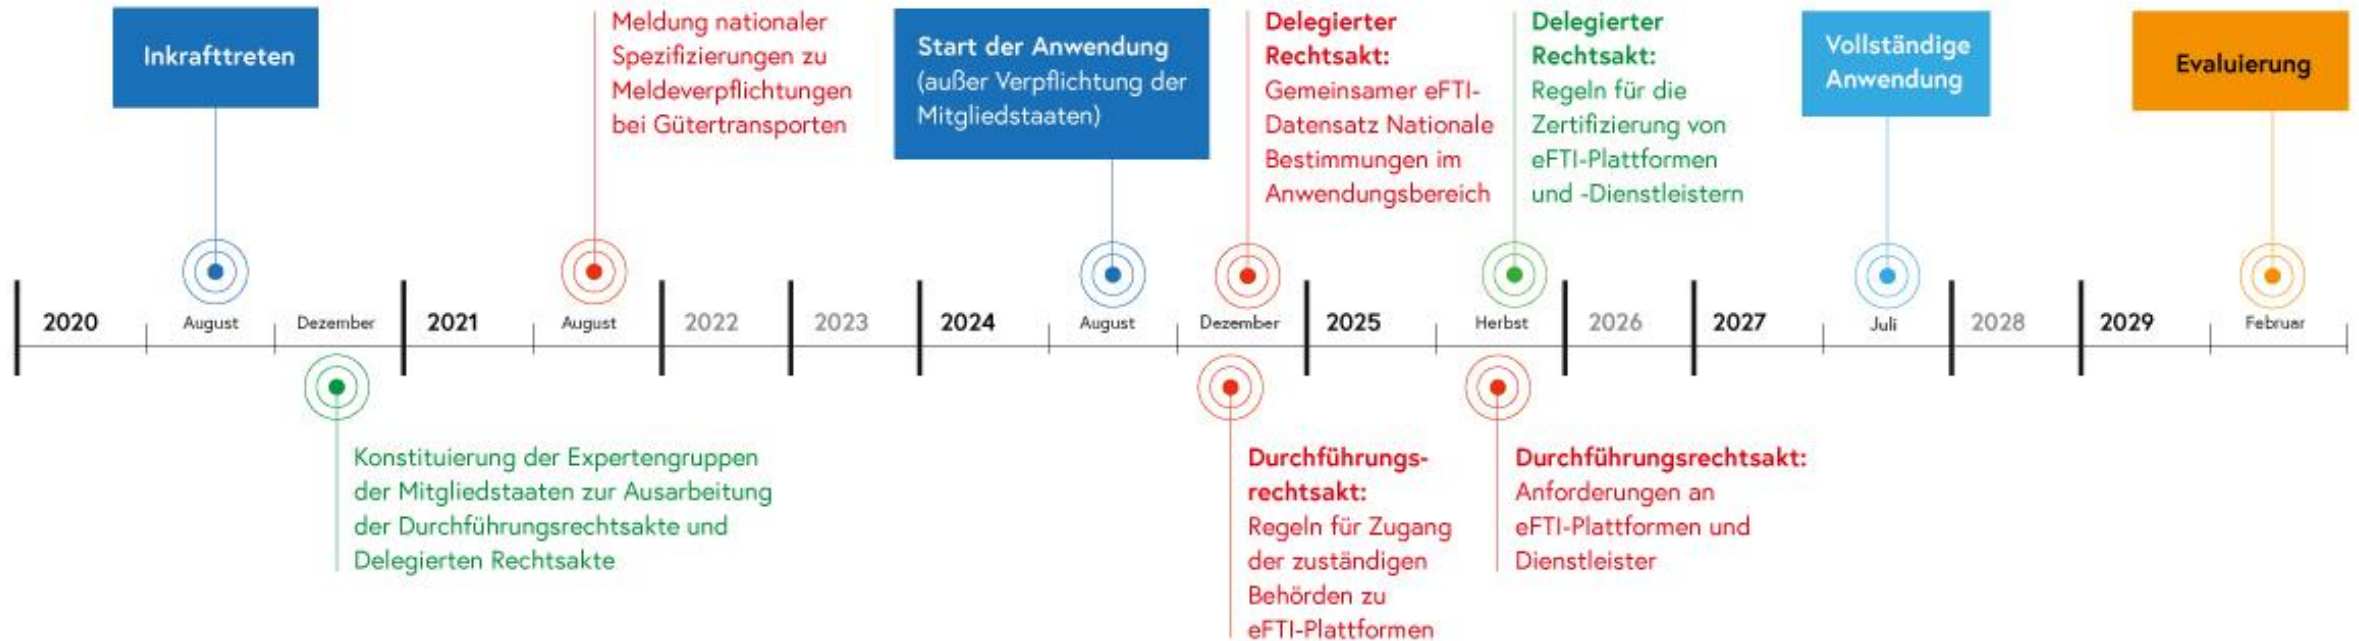 Inkrafttreten
Meldung nationaler
Spezifizierungen zu
Meldeverpflichtungen
bei Gütertransporten
Start der Anwendung
(außer Verpflichtung der
Mitgliedstaaten)
Delegierter
Rechtsakt:
Gemeinsamer eFTI-
Datensatz Nationale
Bestimmungen im
Anwendungsbereich
Delegierter
Rechtsakt:
Regeln für die
Zertifizierung von
eFTI-Plattformen
und -Dienstleistern
Vollständige
Anwendung
Evaluierung
2020 August Dezember 2021 August 2022 2023 2024 August Dezember 2025 Herbst 2026 2027 Juli 2028 2029 Februar
Konstituierung der Expertengruppen
der Mitgliedstaaten zur Ausarbeitung
der Durchführungsrechtsakte und
Delegierten Rechtsakte
Durchführungs-
rechtsakt:
Regeln für Zugang
der zuständigen
Behörden zu
eFTI-Plattformen
Durchführungsrechtsakt:
Anforderungen an
eFTI-Plattformen und
Dienstleister